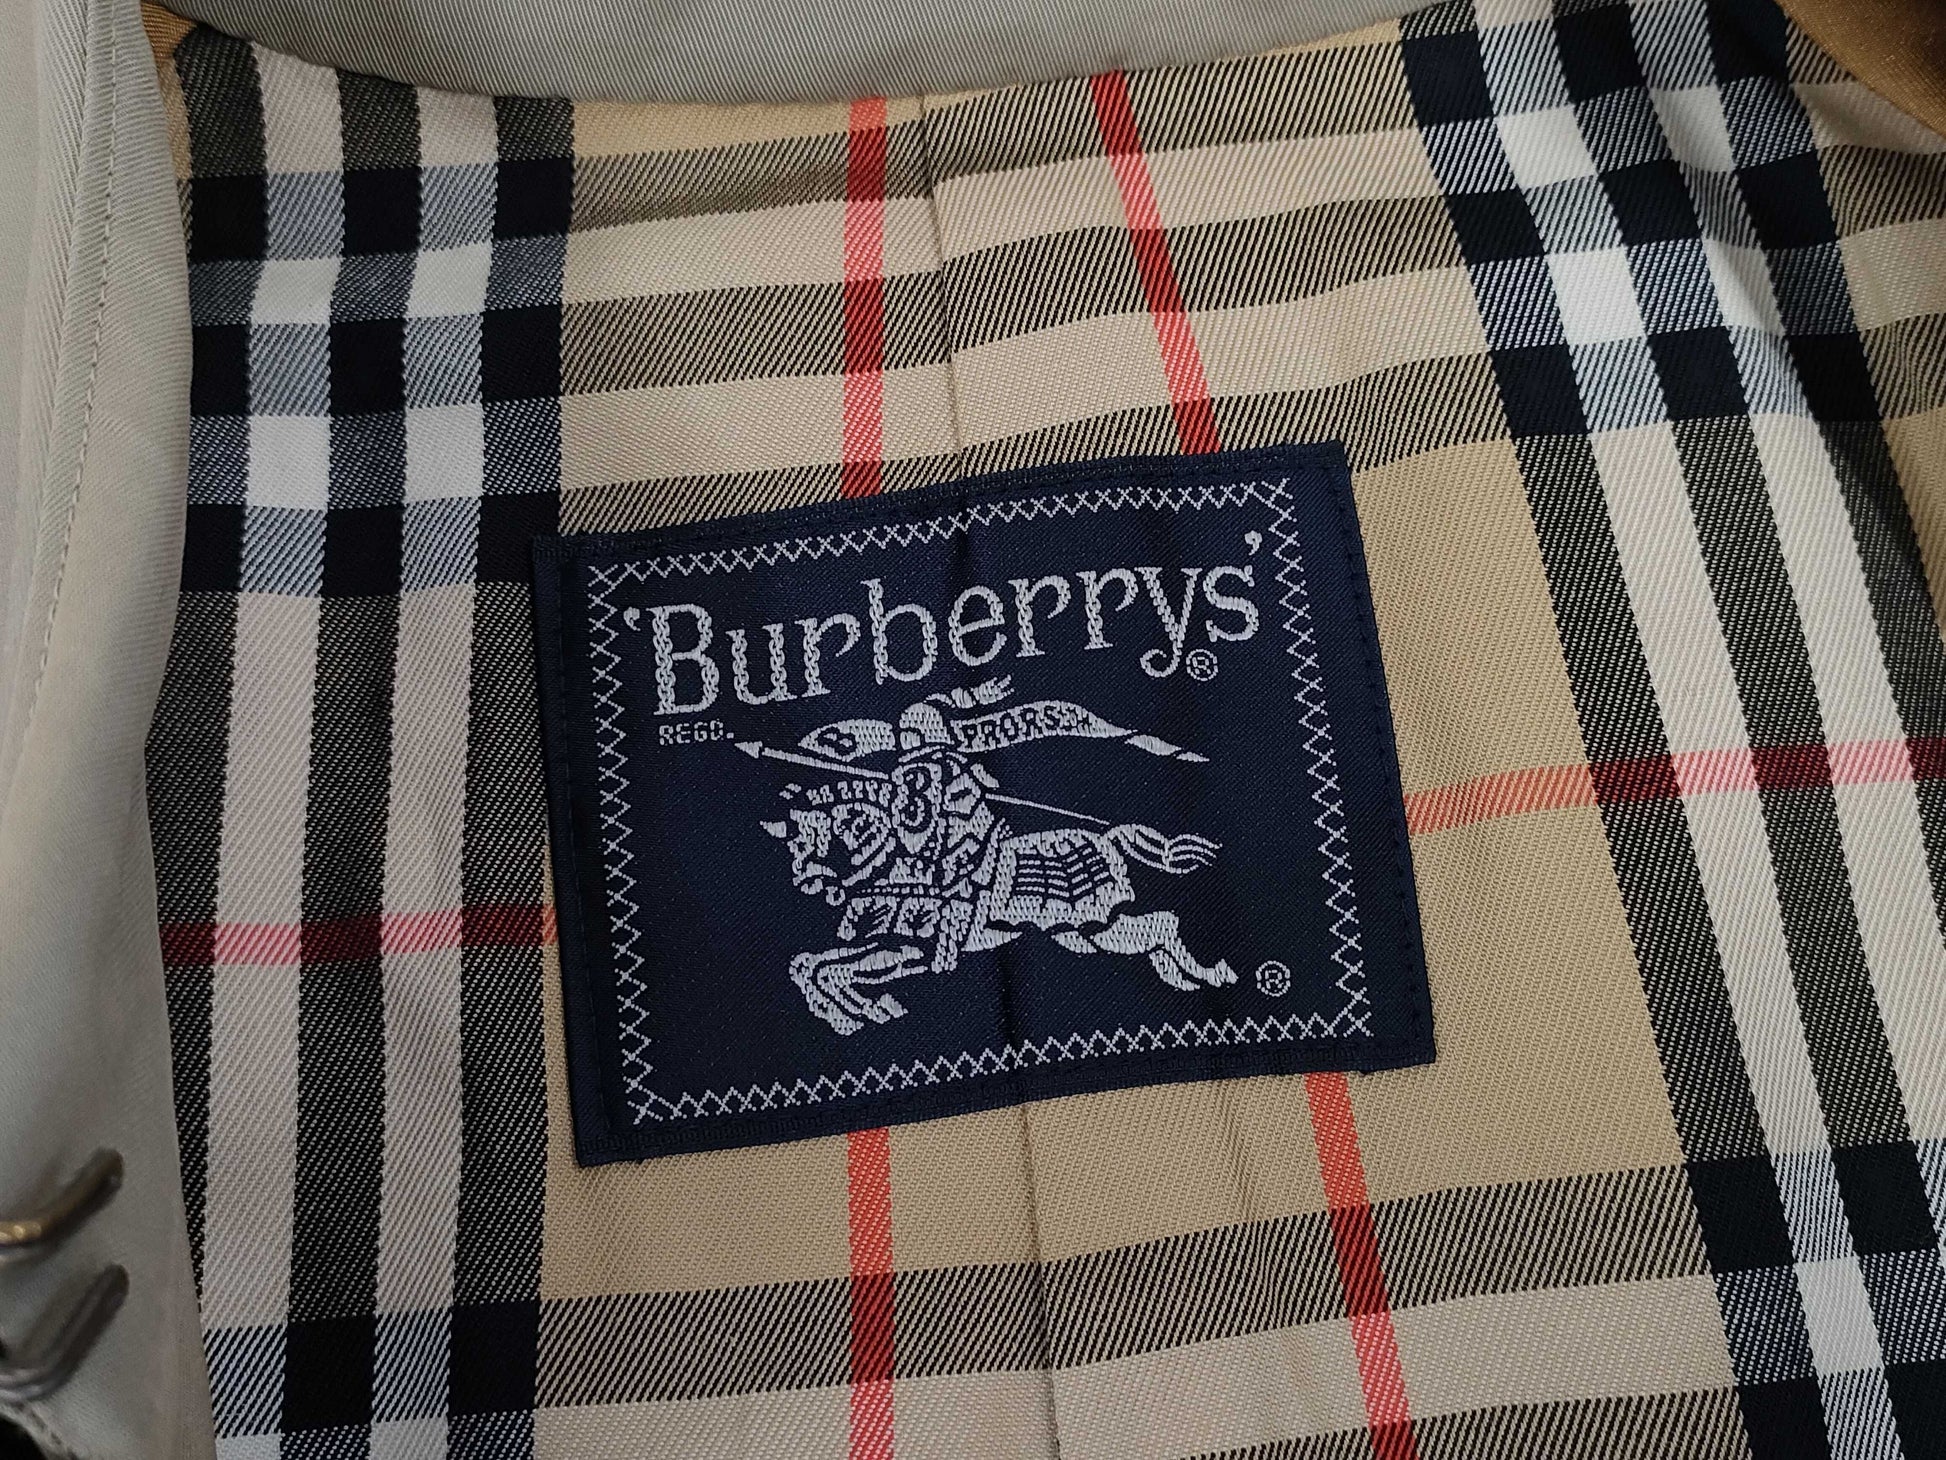 'Burberrys'®
REGD.
B PRORSUM
B
®